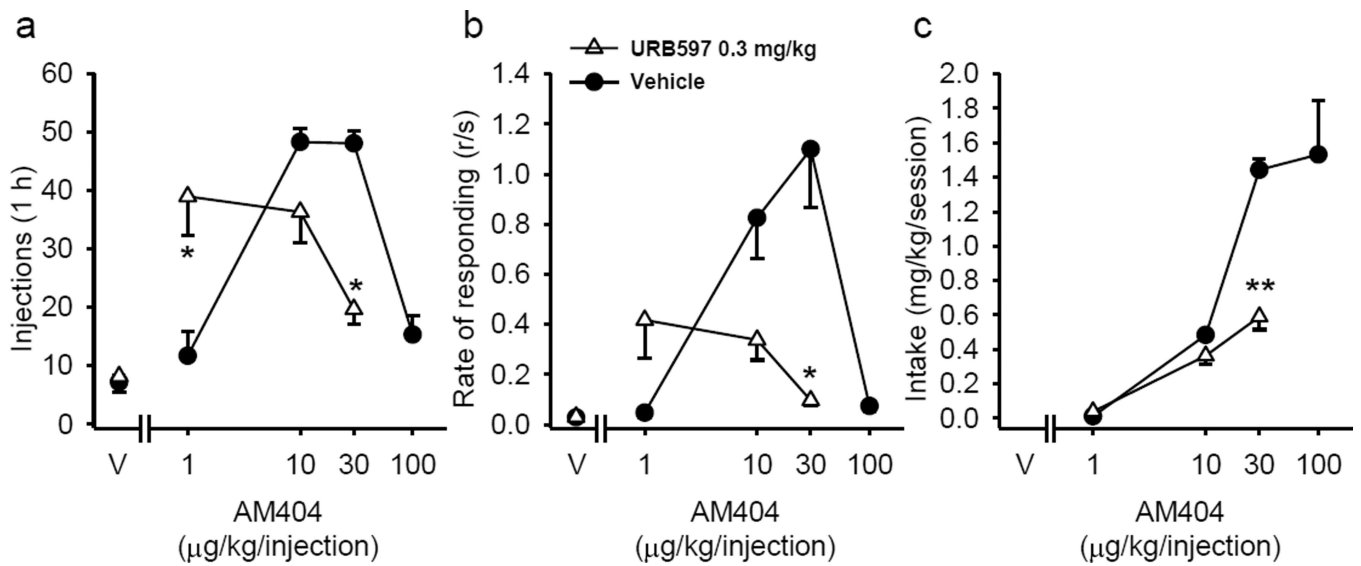 a
b
c
URB597 0.3 mg/kg
Vehicle
Injections (1 h)
60
50
40
30
20
10
0
*
*
V
1
10
30
100
AM404
(μg/kg/injection)
Rate of responding (r/s)
1.4
1.2
1.0
0.8
0.6
0.4
0.2
0.0
*
V
1
10
30
100
AM404
(μg/kg/injection)
Intake (mg/kg/session)
2.0
1.8
1.6
1.4
1.2
1.0
0.8
0.6
0.4
0.2
0.0
**
V
1
10
30
100
AM404
(μg/kg/injection)